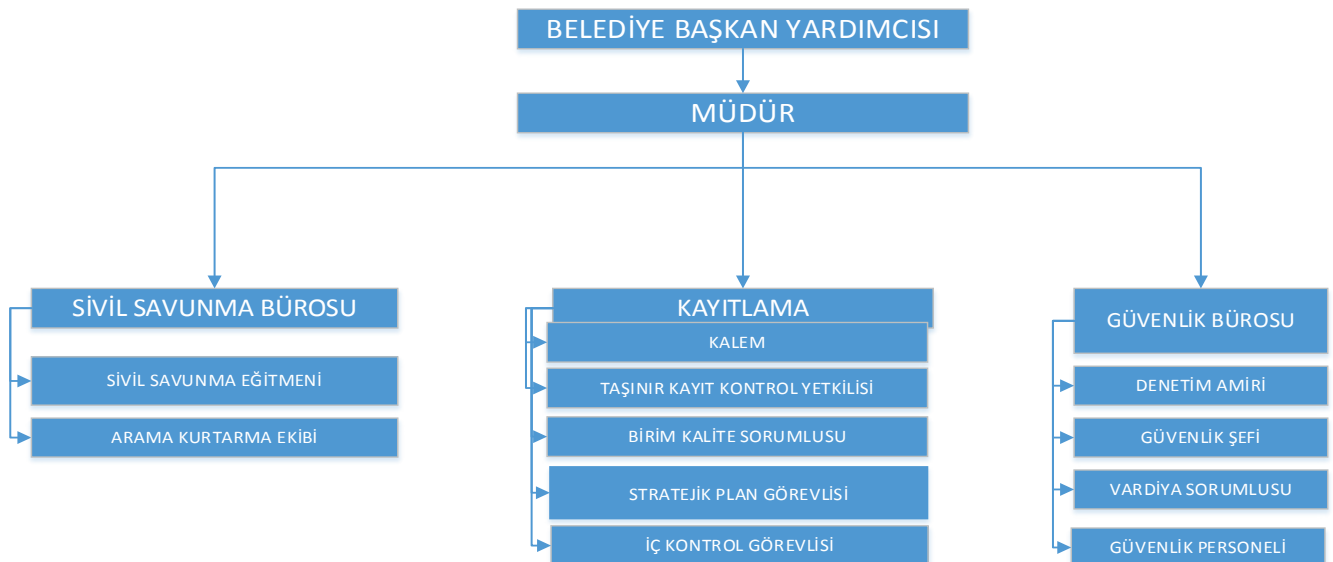 BELEDİYE BAŞKAN YARDIMCISI
MÜDÜR
SİVİL SAVUNMA BÜROSU
SİVİL SAVUNMA EĞİTMENİ
ARAMA KURTARMA EKİBİ
KAYITLAMA
KALEM
TAŞINIR KAYIT KONTROL YETKİLİSİ
BİRİM KALİTE SORUMLUSU
STRATEJİK PLAN GÖREVLİSİ
İÇ KONTROL GÖREVLİSİ
GÜVENLİK BÜROSU
DENETİM AMİRİ
GÜVENLİK ŞEFİ
VARDİYA SORUMLUSU
GÜVENLİK PERSONELİ